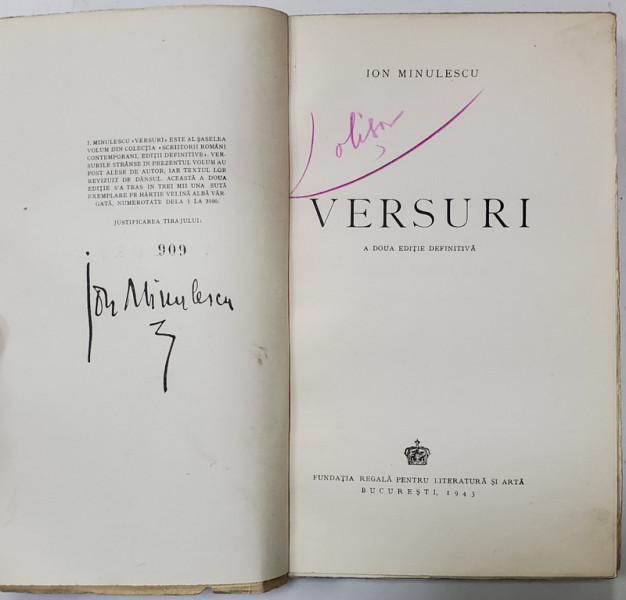 I. MINULESCU «VERSURI» ESTE AL ȘASELEA
VOLUM DIN COLECȚIA «SCRIITORII ROMÂNI
CONTEMPORANI, EDIȚII DEFINITIVE». VER-
SURILE STRÂNSE IN PREZENTUL VOLUM AU
FOST ALESE DE AUTOR, IAR TEXTUL LOR
REVIZUIT DE DÂNSUL. ACEASTĂ A DOUA
EDIȚIE S'A TRAS IN TREI MII UNA SUTĂ
EXEMPLARE PE HÂRTIE VELINĂ ALBĂ VĂR-
GATĂ, NUMEROTATE DELA 1 LA 3100.
JUSTIFICAREA TIRAJULUI:
909
Ion Minulescu
ION MINULESCU
VERSURI
A DOUA EDIȚIE DEFINITIVĂ
FUNDAȚIA REGALĂ PENTRU LITERATURĂ ȘI ARTĂ
BUCUREȘTI, 1943